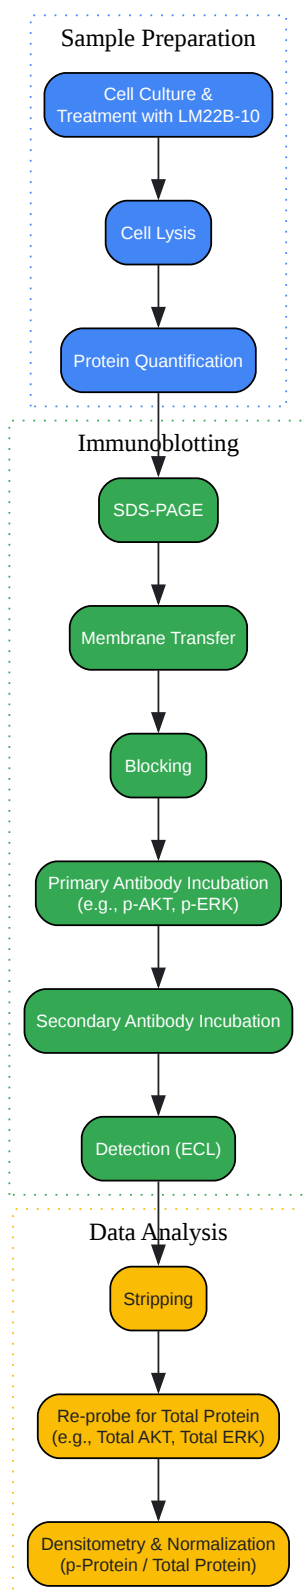 Sample Preparation
Cell Culture &
Treatment with LM22B-10
Cell Lysis
Protein Quantification
Immunoblotting
SDS-PAGE
Membrane Transfer
Blocking
Primary Antibody Incubation
(e.g., p-AKT, p-ERK)
Secondary Antibody Incubation
Detection (ECL)
Data Analysis
Stripping
Re-probe for Total Protein
(e.g., Total AKT, Total ERK)
Densitometry & Normalization
(p-Protein / Total Protein)